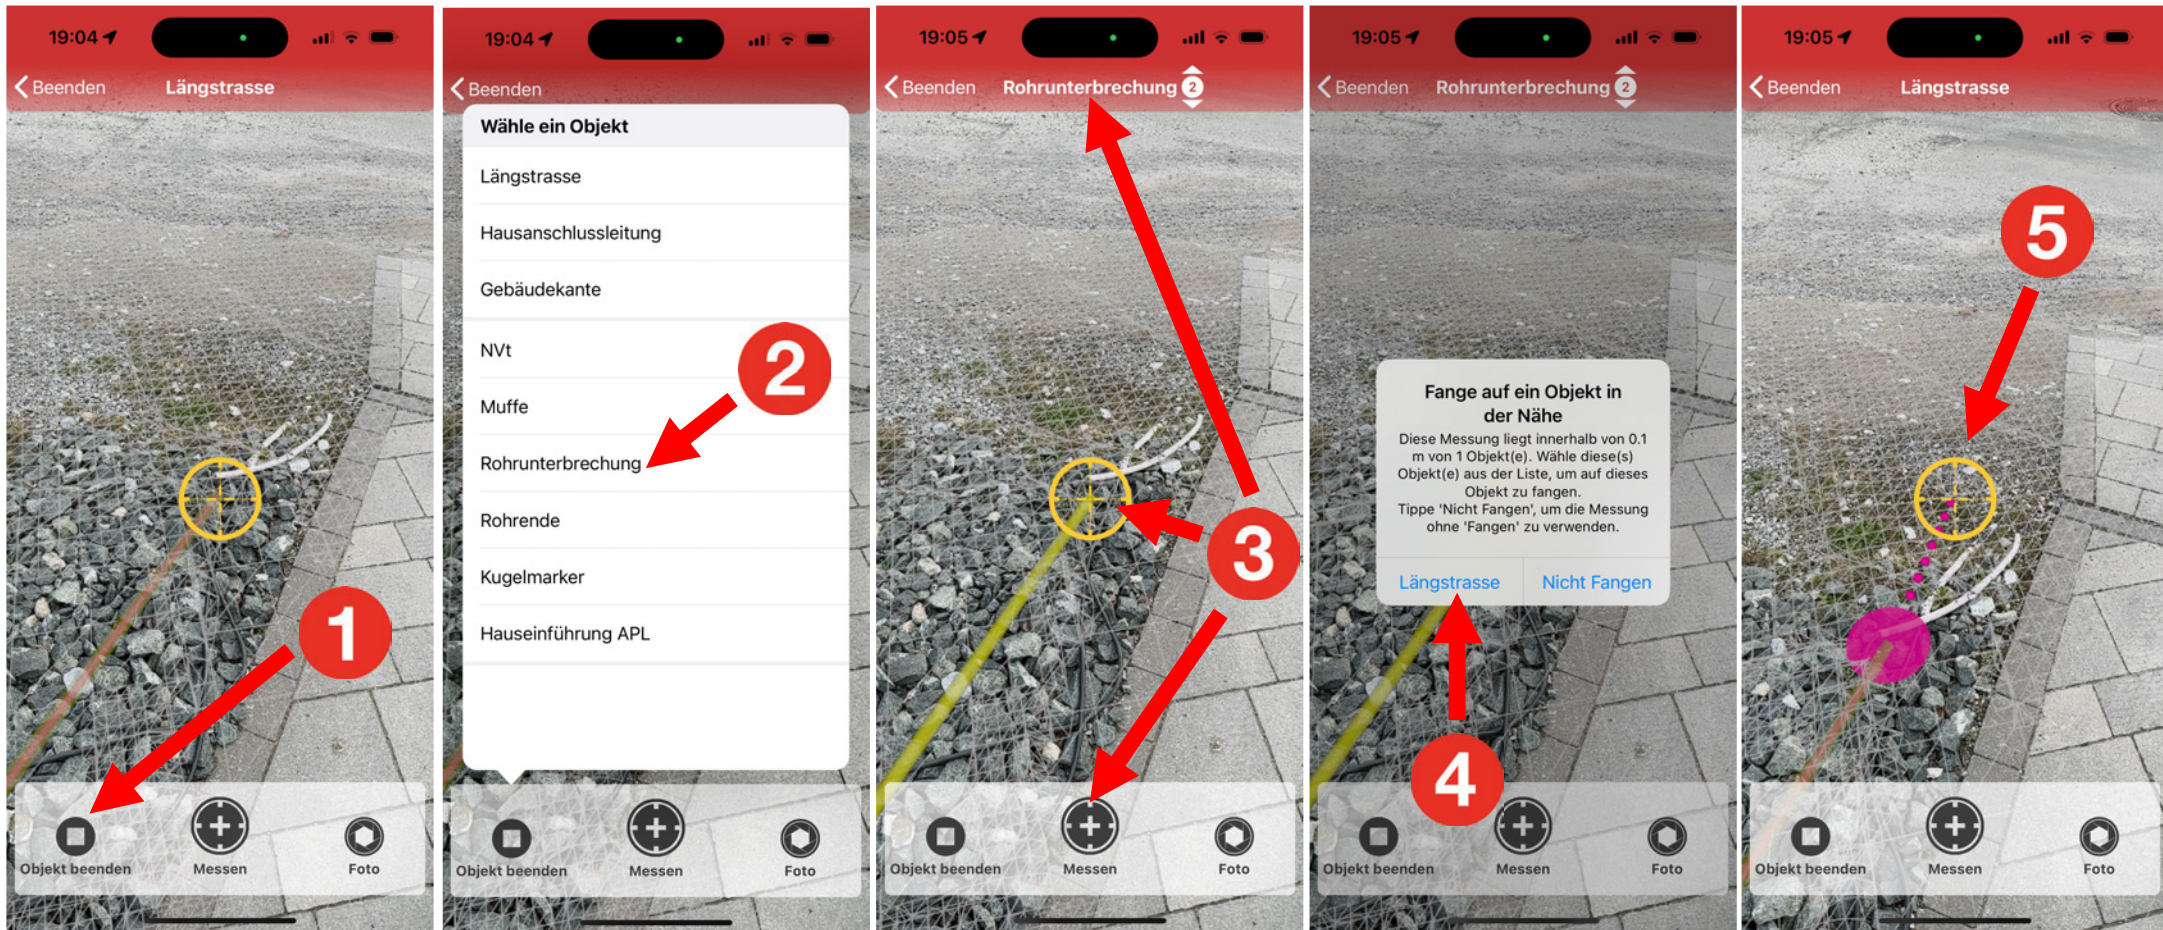 19:04
Beenden
Längstrasse
1
Objekt beenden
Messen
Foto
19:04
Beenden
Wähle ein Objekt
Längstrasse
Hausanschlussleitung
Gebäudekante
NVt
2
Muffe
Rohrunterbrechung
Rohrende
Kugelmarker
Hauseinführung APL
Objekt beenden
Messen
Foto
19:05
Beenden
Rohrunterbrechung 2
3
Objekt beenden
Messen
Foto
19:05
Beenden
Rohrunterbrechung 2
Fange auf ein Objekt in
der Nähe
Diese Messung liegt innerhalb von 0.1
m von 1 Objekt(e). Wähle diese(s)
Objekt(e) aus der Liste, um auf dieses
Objekt zu fangen.
Tippe 'Nicht Fangen', um die Messung
ohne 'Fangen' zu verwenden.
Längstrasse
Nicht Fangen
4
Objekt beenden
Messen
Foto
19:05
Beenden
Längstrasse
5
Objekt beenden
Messen
Foto